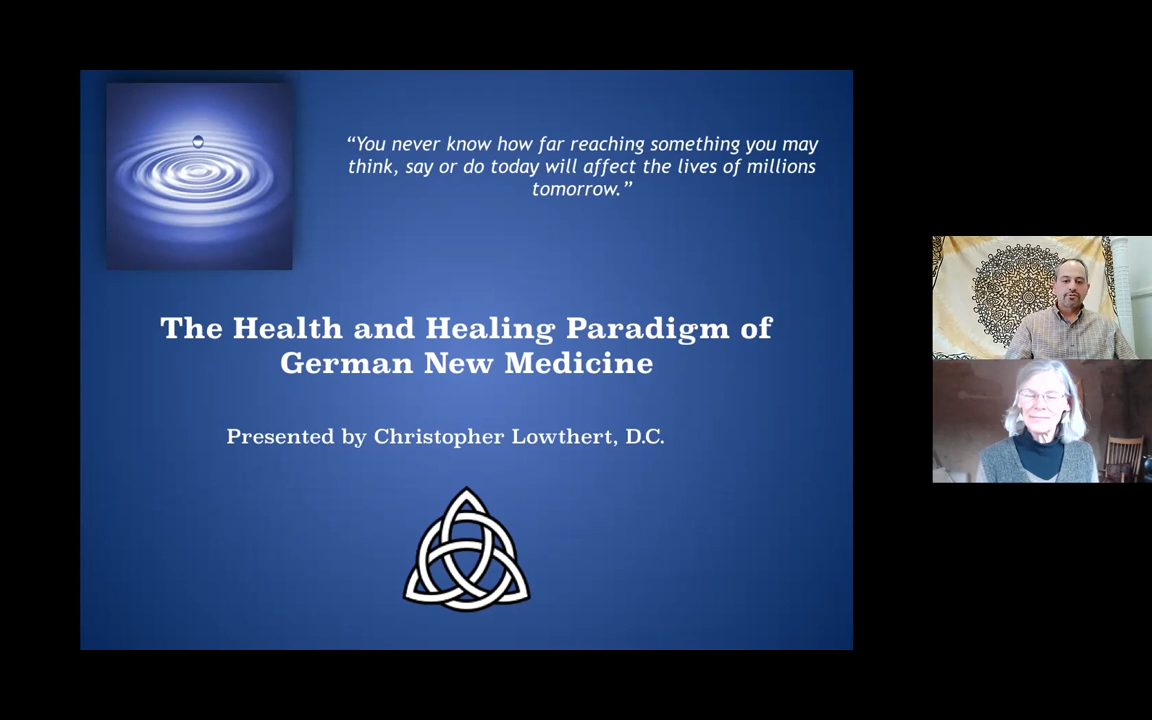 “You never know how far reaching something you may
think, say or do today will affect the lives of millions
tomorrow.”
The Health and Healing Paradigm of
German New Medicine
Presented by Christopher Lowthert, D.C.